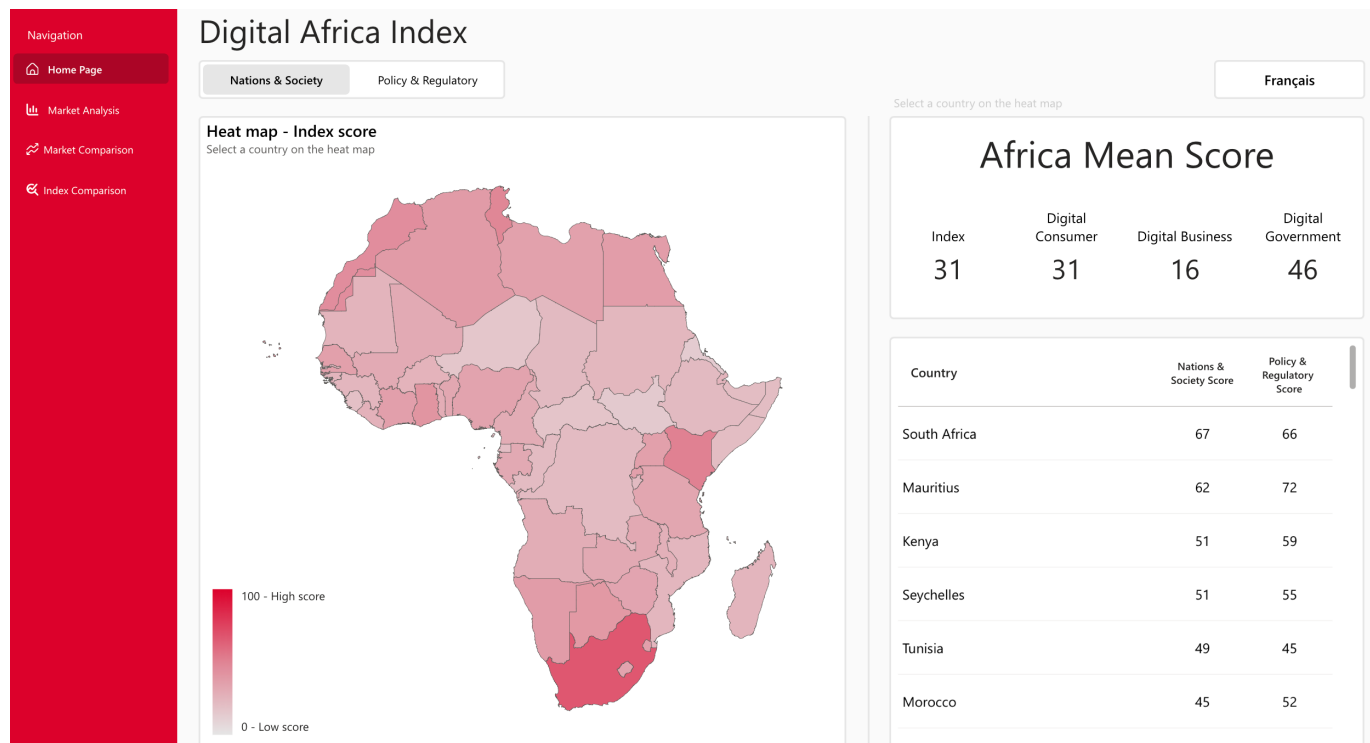 Navigation
Home Page
Market Analysis
Market Comparison
Index Comparison
Digital Africa Index
Nations & Society
Policy & Regulatory
Français
Select a country on the heat map
Heat map - Index score
Select a country on the heat map
100 - High score
0 - Low score
Africa Mean Score
Index
31
Digital
Consumer
31
Digital Business
16
Digital
Government
46
Country
Nations &
Society Score
Policy &
Regulatory
Score
South Africa 67 66
Mauritius 62 72
Kenya 51 59
Seychelles 51 55
Tunisia 49 45
Morocco 45 52